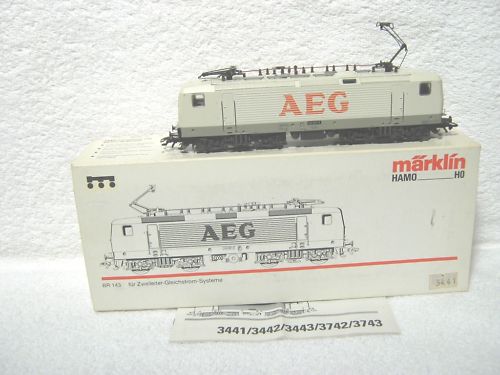 AEG
märklin
HAMO H0
AEG
BR 143 für Zweileiter-Gleichstrom-Systeme
3441
3441/3442/3443/3742/3743